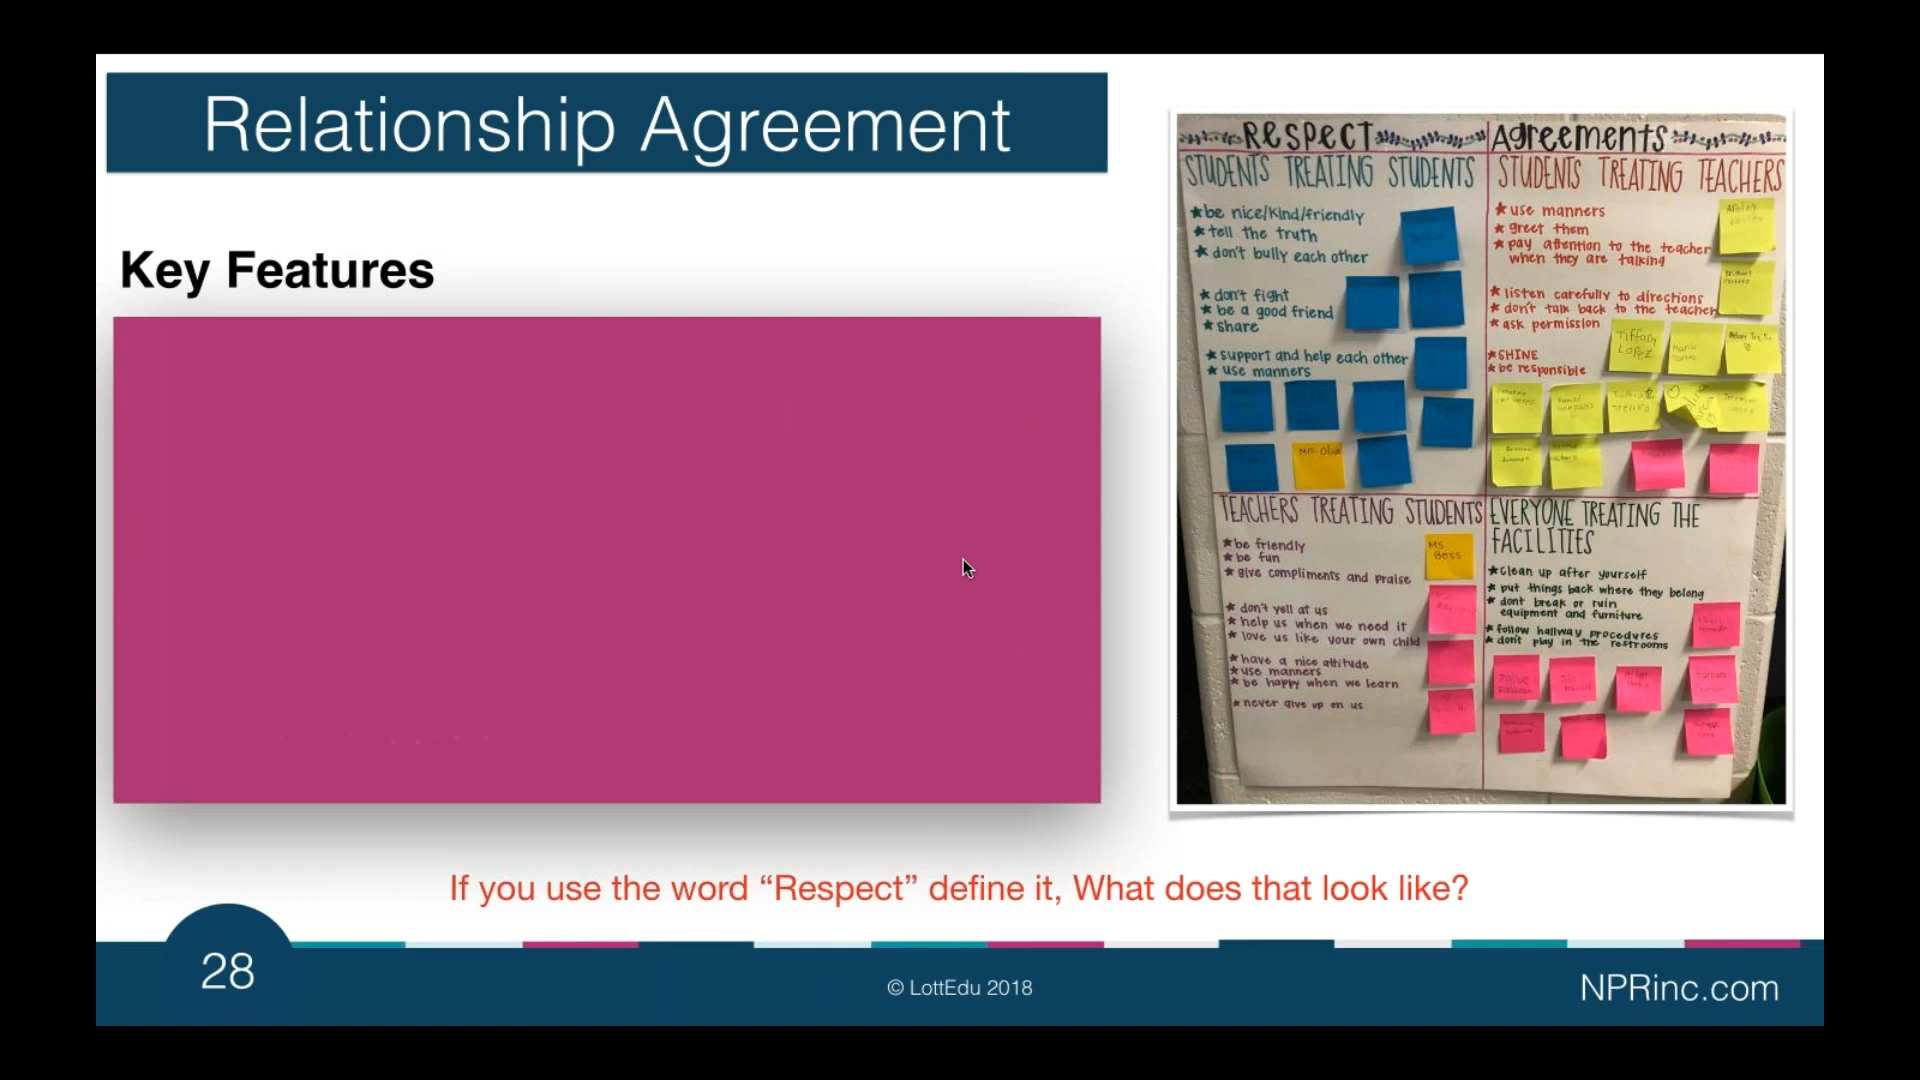 Relationship Agreement
Key Features
RESPECT
Agreements
STUDENTS TREATING STUDENTS
★be nice/kind/friendly
★tell the truth
★don't bully each other
★don't fight
★be a good friend
★share
★support and help each other
★use manners
Mr. Olive
STUDENTS TREATING TEACHERS
★use manners
★greet them
★pay attention to the teacher
when they are talking
★listen carefully to directions
★don't talk back to the teacher
★ask permission
★SHINE
★be responsible
Tiffany
Lopez
TEACHERS TREATING STUDENTS
★be friendly
★be fun
★give compliments and praise
★don't yell at us
★help us when we need it
★love us like your own child
★have a nice attitude
★use manners
★be happy when we learn
★never give up on us
Ms
Bess
EVERYONE TREATING THE
FACILITIES
★clean up after yourself
★put things back where they belong
★dont break or ruin
equipment and furniture
★follow hallway procedures
★don't play in the restrooms
If you use the word “Respect” define it, What does that look like?
28
© LottEdu 2018
NPRinc.com